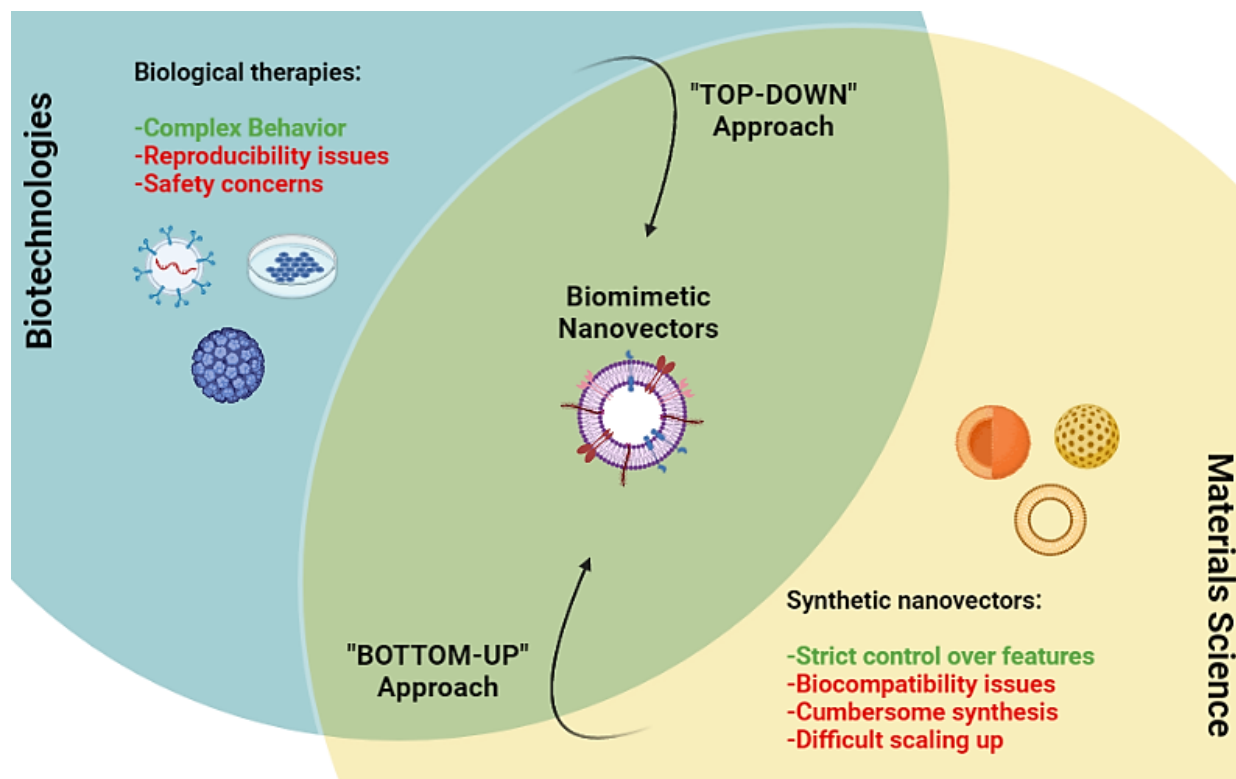 Biotechnologies
Biological therapies:
-Complex Behavior
-Reproducibility issues
-Safety concerns
"TOP-DOWN"
Approach
Biomimetic
Nanovectors
"BOTTOM-UP"
Approach
Synthetic nanovectors:
-Strict control over features
-Biocompatibility issues
-Cumbersome synthesis
-Difficult scaling up
Materials Science